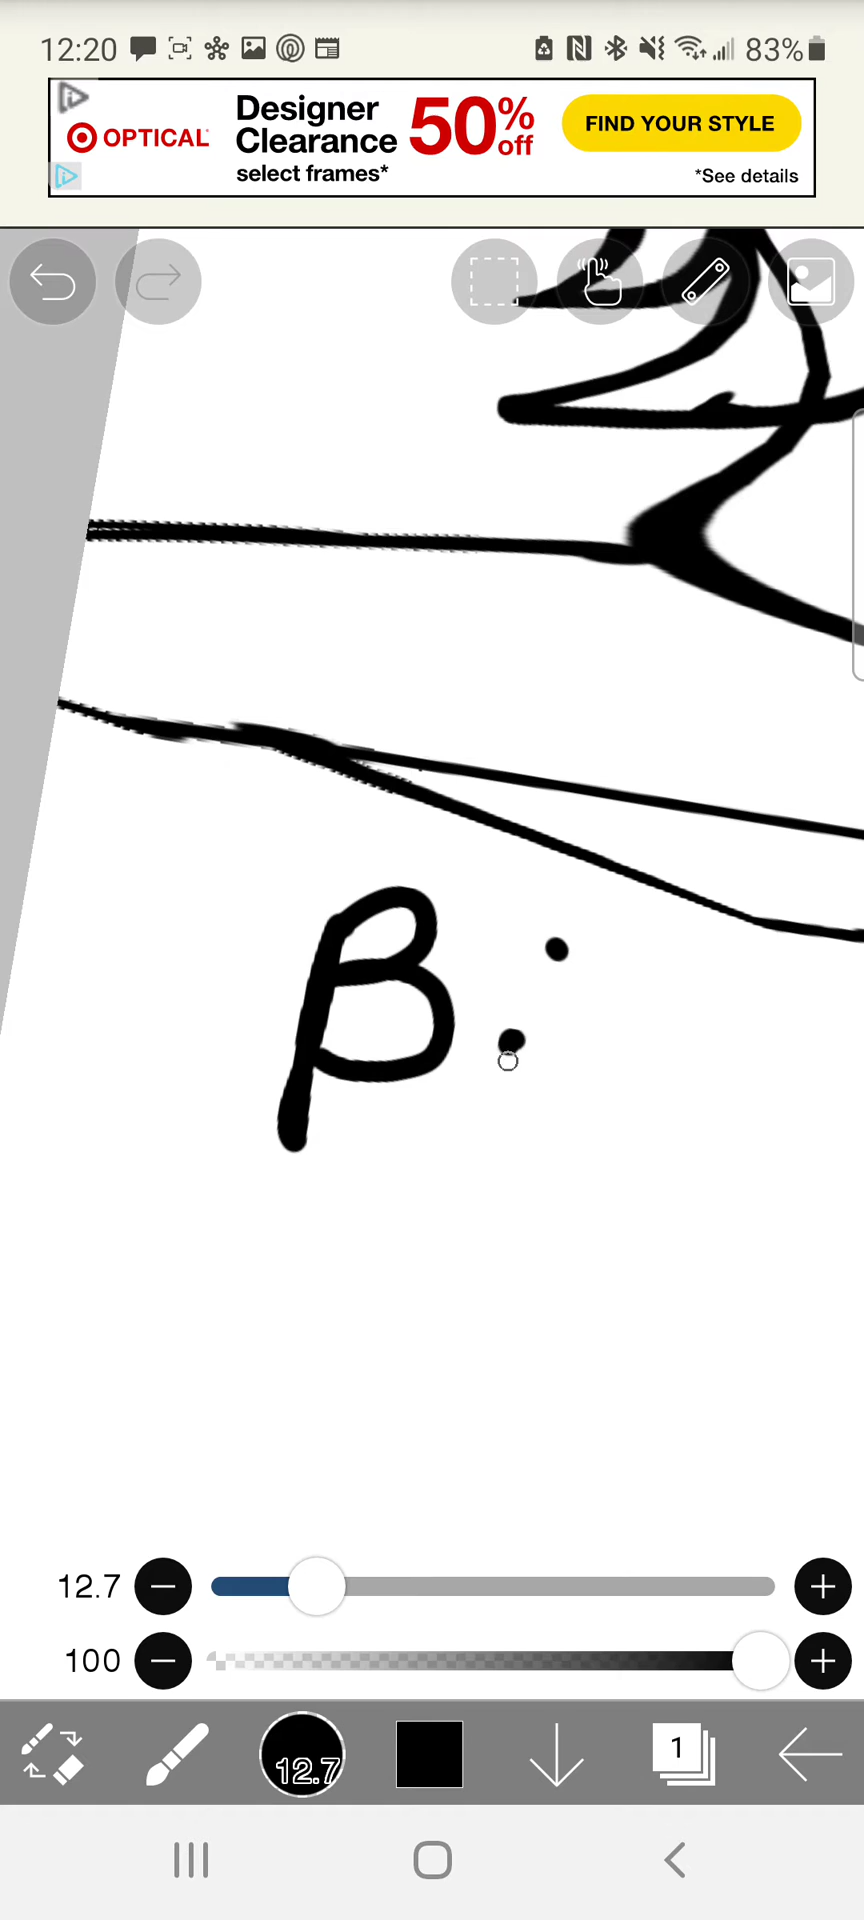 12:20 83%
OPTICAL
Designer
Clearance
select frames*
50%
off
FIND YOUR STYLE
*See details
β:
12.7
100
12.7
1